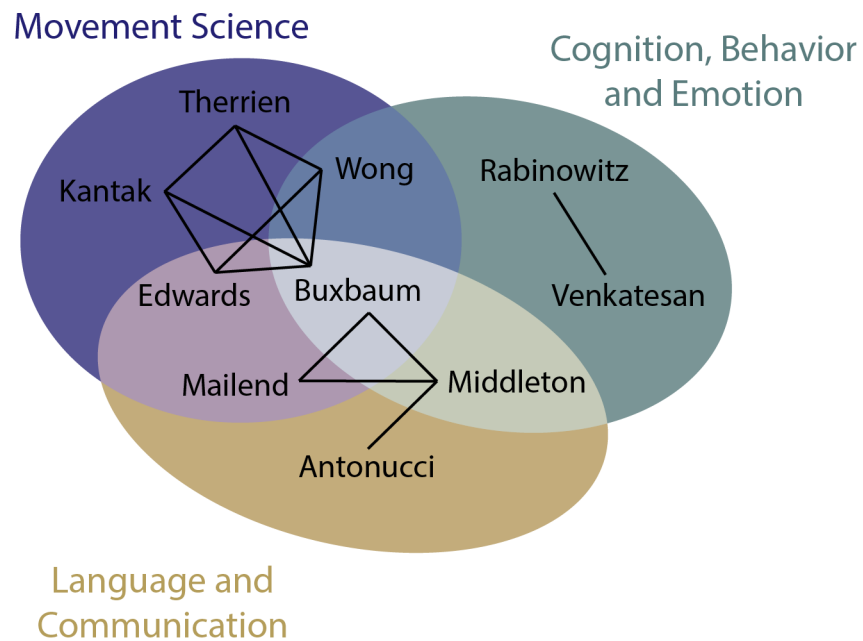 Movement Science
Cognition, Behavior
and Emotion
Therrien
Wong
Rabinowitz
Kantak
Edwards
Buxbaum
Venkatesan
Mailend
Middleton
Antonucci
Language and
Communication